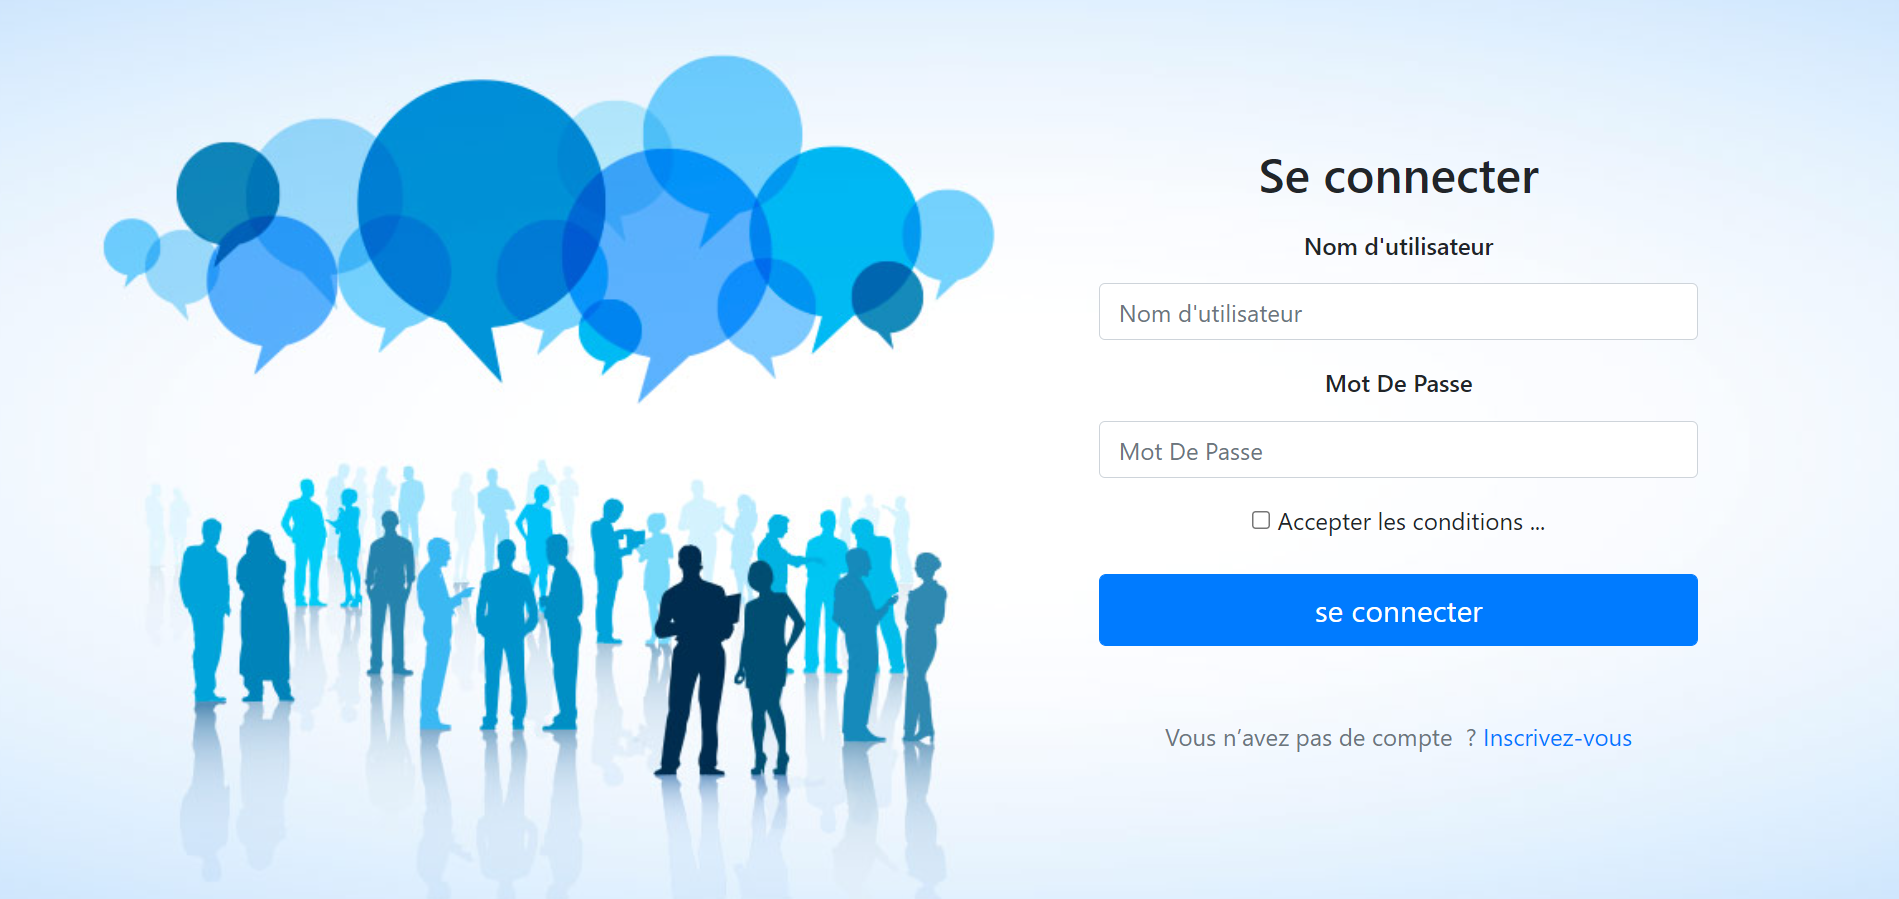 Se connecter
Nom d'utilisateur
Nom d'utilisateur
Mot De Passe
Mot De Passe
Accepter les conditions ...
se connecter
Vous n’avez pas de compte  ? Inscrivez-vous